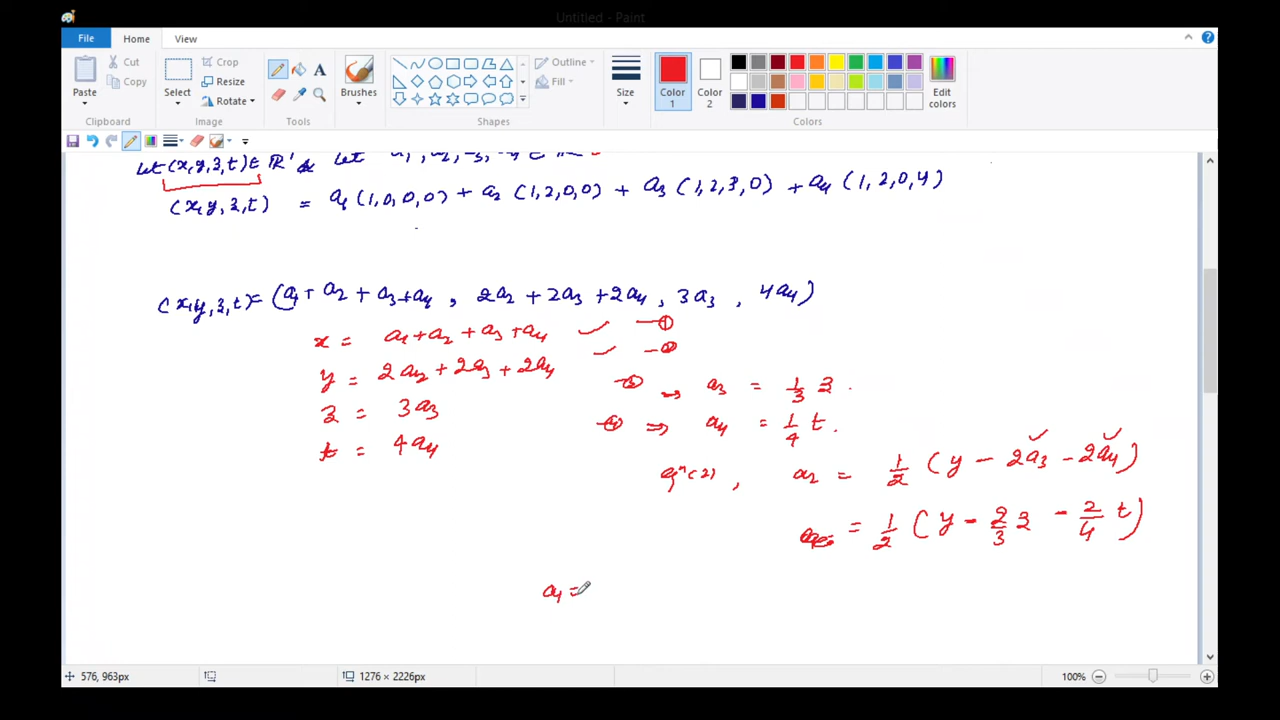 Untitled - Paint
File Home View
Paste Cut Copy Select Crop Resize Rotate Brushes Outline Fill Size Color 1 Color 2 Edit colors
Clipboard Image Tools Shapes Colors
Let (x,y,z,t) ∈ ℝ & Let a1, a2, a3, a4 ∈ ℝ
(x,y,z,t) = a1 (1,0,0,0) + a2 (1,2,0,0) + a3 (1,2,3,0) + a4 (1,2,0,4)
(x,y,z,t) = (a1 + a2 + a3 + a4 , 2a2 + 2a3 + 2a4 , 3a3 , 4a4)
x = a1 + a2 + a3 + a4 ✓ —①
y = 2a2 + 2a3 + 2a4 ✓ —②
z = 3a3
t = 4a4
③ ⇒ a3 = 1/3 z .
④ ⇒ a4 = 1/4 t .
eqn (2) , a2 = 1/2 (y − 2a3 − 2a4)
= 1/2 (y − 2/3 z − 2/4 t)
a1 =
576, 963px 1276 × 2226px 100%